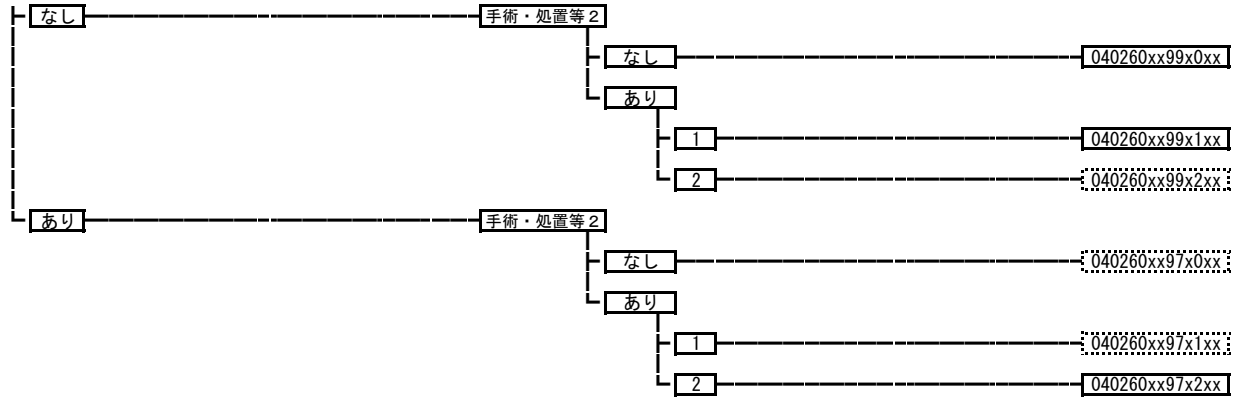 なし 手術・処置等2
なし 040260xx99x0xx
あり
1 040260xx99x1xx
2 040260xx99x2xx
あり 手術・処置等2
なし 040260xx97x0xx
あり
1 040260xx97x1xx
2 040260xx97x2xx